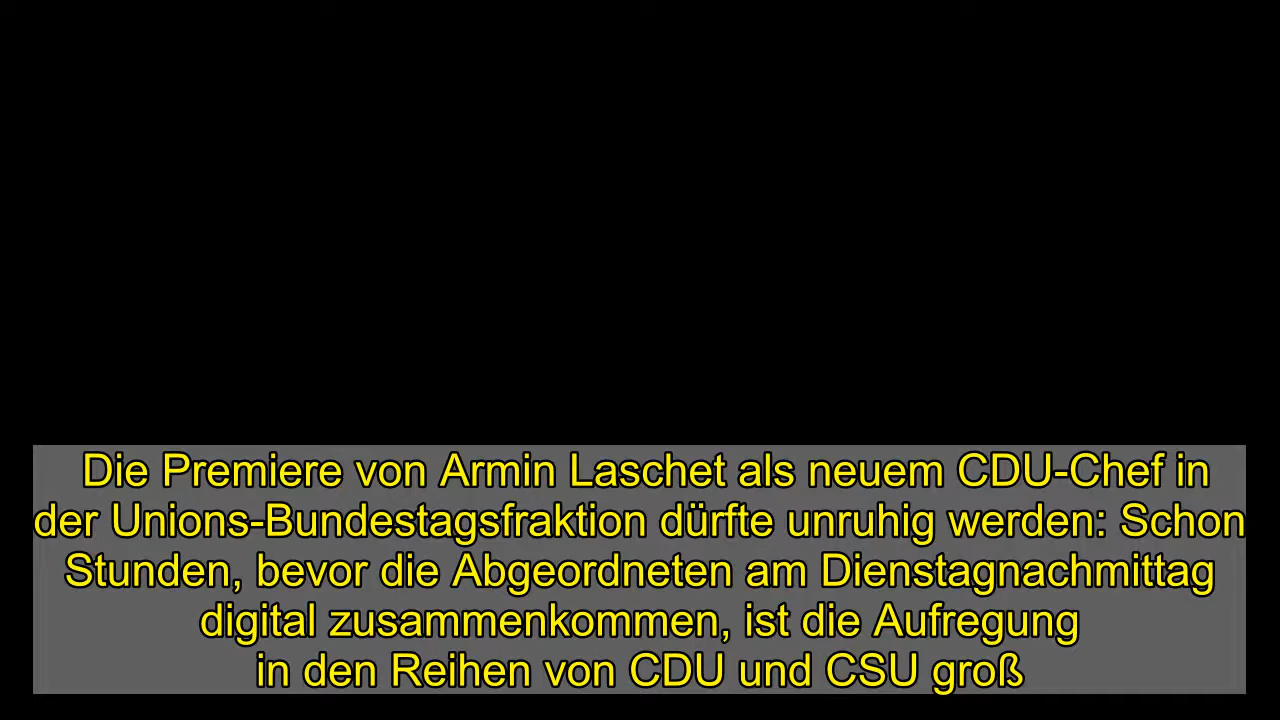 Die Premiere von Armin Laschet als neuem CDU-Chef in
der Unions-Bundestagsfraktion dürfte unruhig werden: Schon
Stunden, bevor die Abgeordneten am Dienstagnachmittag
digital zusammenkommen, ist die Aufregung
in den Reihen von CDU und CSU groß